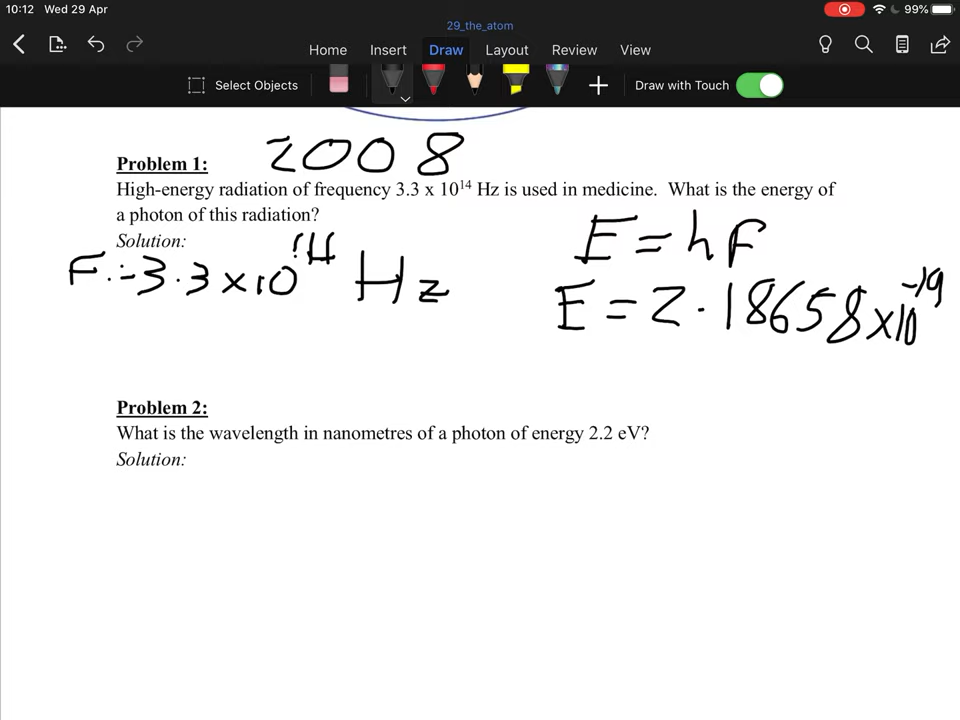 10:12 Wed 29 Apr 99%
29_the_atom
Home Insert Draw Layout Review View
Select Objects Draw with Touch
Problem 1: 2008
High-energy radiation of frequency 3.3 x 10¹⁴ Hz is used in medicine. What is the energy of
a photon of this radiation?
Solution:
F:-3.3×10¹⁴ Hz
E=hF
E=2.18658×10⁻¹⁹
Problem 2:
What is the wavelength in nanometres of a photon of energy 2.2 eV?
Solution: